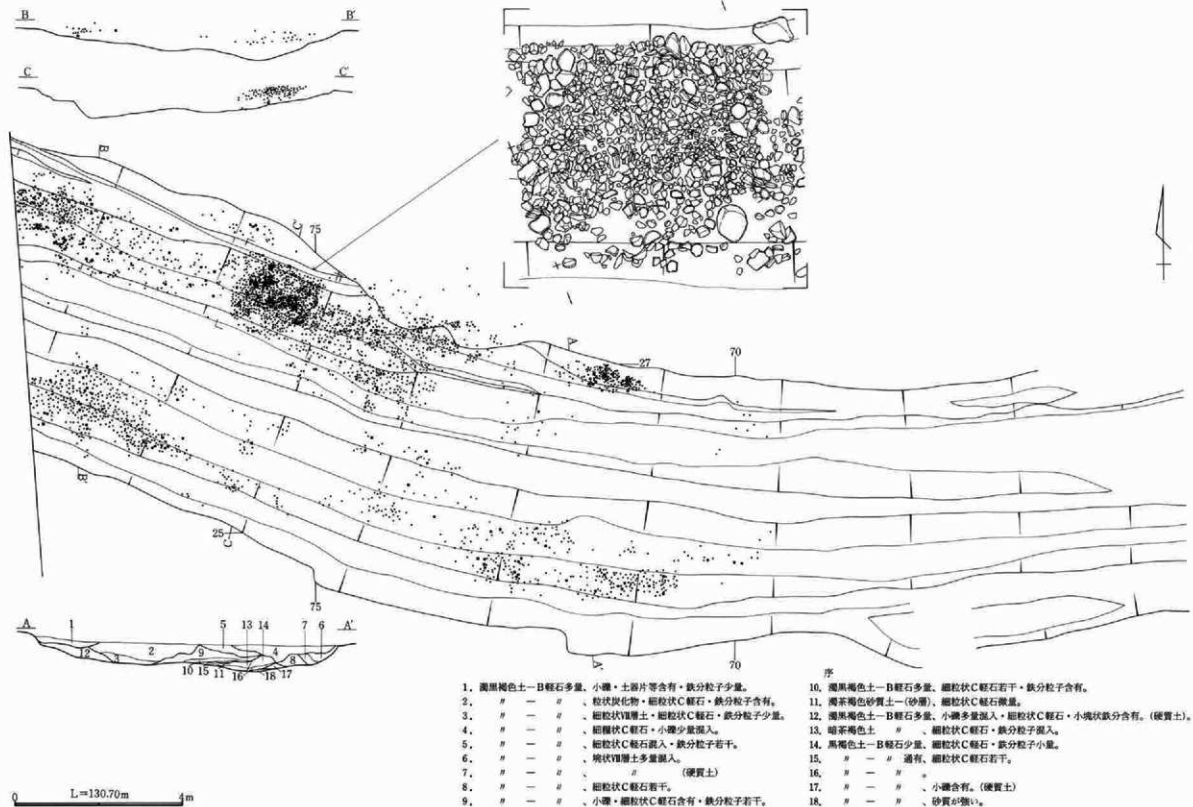 B B′
C C′
B
C
75
A
27
70
B′
25
C′
75
A′
70
A 1 5 13 14 7 6 A′
12 3 2 9 4 8
10 15 11 16 18 17
序
1. 濁黒褐色土—B軽石多量、小礫・土器片等含有・鉄分粒子少量。
2. 〃 — 〃 、粒状炭化物・細粒状C軽石・鉄分粒子含有。
3. 〃 — 〃 、細粒状Ⅶ層土・細粒状C軽石・鉄分粒子少量。
4. 〃 — 〃 、細粒状C軽石・小礫少量混入。
5. 〃 — 〃 、細粒状C軽石混入・鉄分粒子若干。
6. 〃 — 〃 、塊状Ⅶ層土多量混入。
7. 〃 — 〃 、 〃 (硬質土)
8. 〃 — 〃 、細粒状C軽石若干。
9. 〃 — 〃 、小礫・細粒状C軽石含有・鉄分粒子若干。
10. 濁黒褐色土—B軽石多量、細粒状C軽石若干・鉄分粒子含有。
11. 濁茶褐色砂質土—(砂層)、細粒状C軽石微量。
12. 濁黒褐色土—B軽石多量、小礫多量混入・細粒状C軽石・小塊状鉄分含有。(硬質土)。
13. 暗茶褐色土 〃 、細粒状C軽石・鉄分粒子混入。
14. 黒褐色土—B軽石少量、細粒状C軽石・鉄分粒子小量。
15. 〃 — 〃 通有、細粒状C軽石若干。
16. 〃 — 〃 。
17. 〃 — 〃 、小礫含有。(硬質土)
18. 〃 — 〃 、砂質が強い。
L=130.70m
0 4m